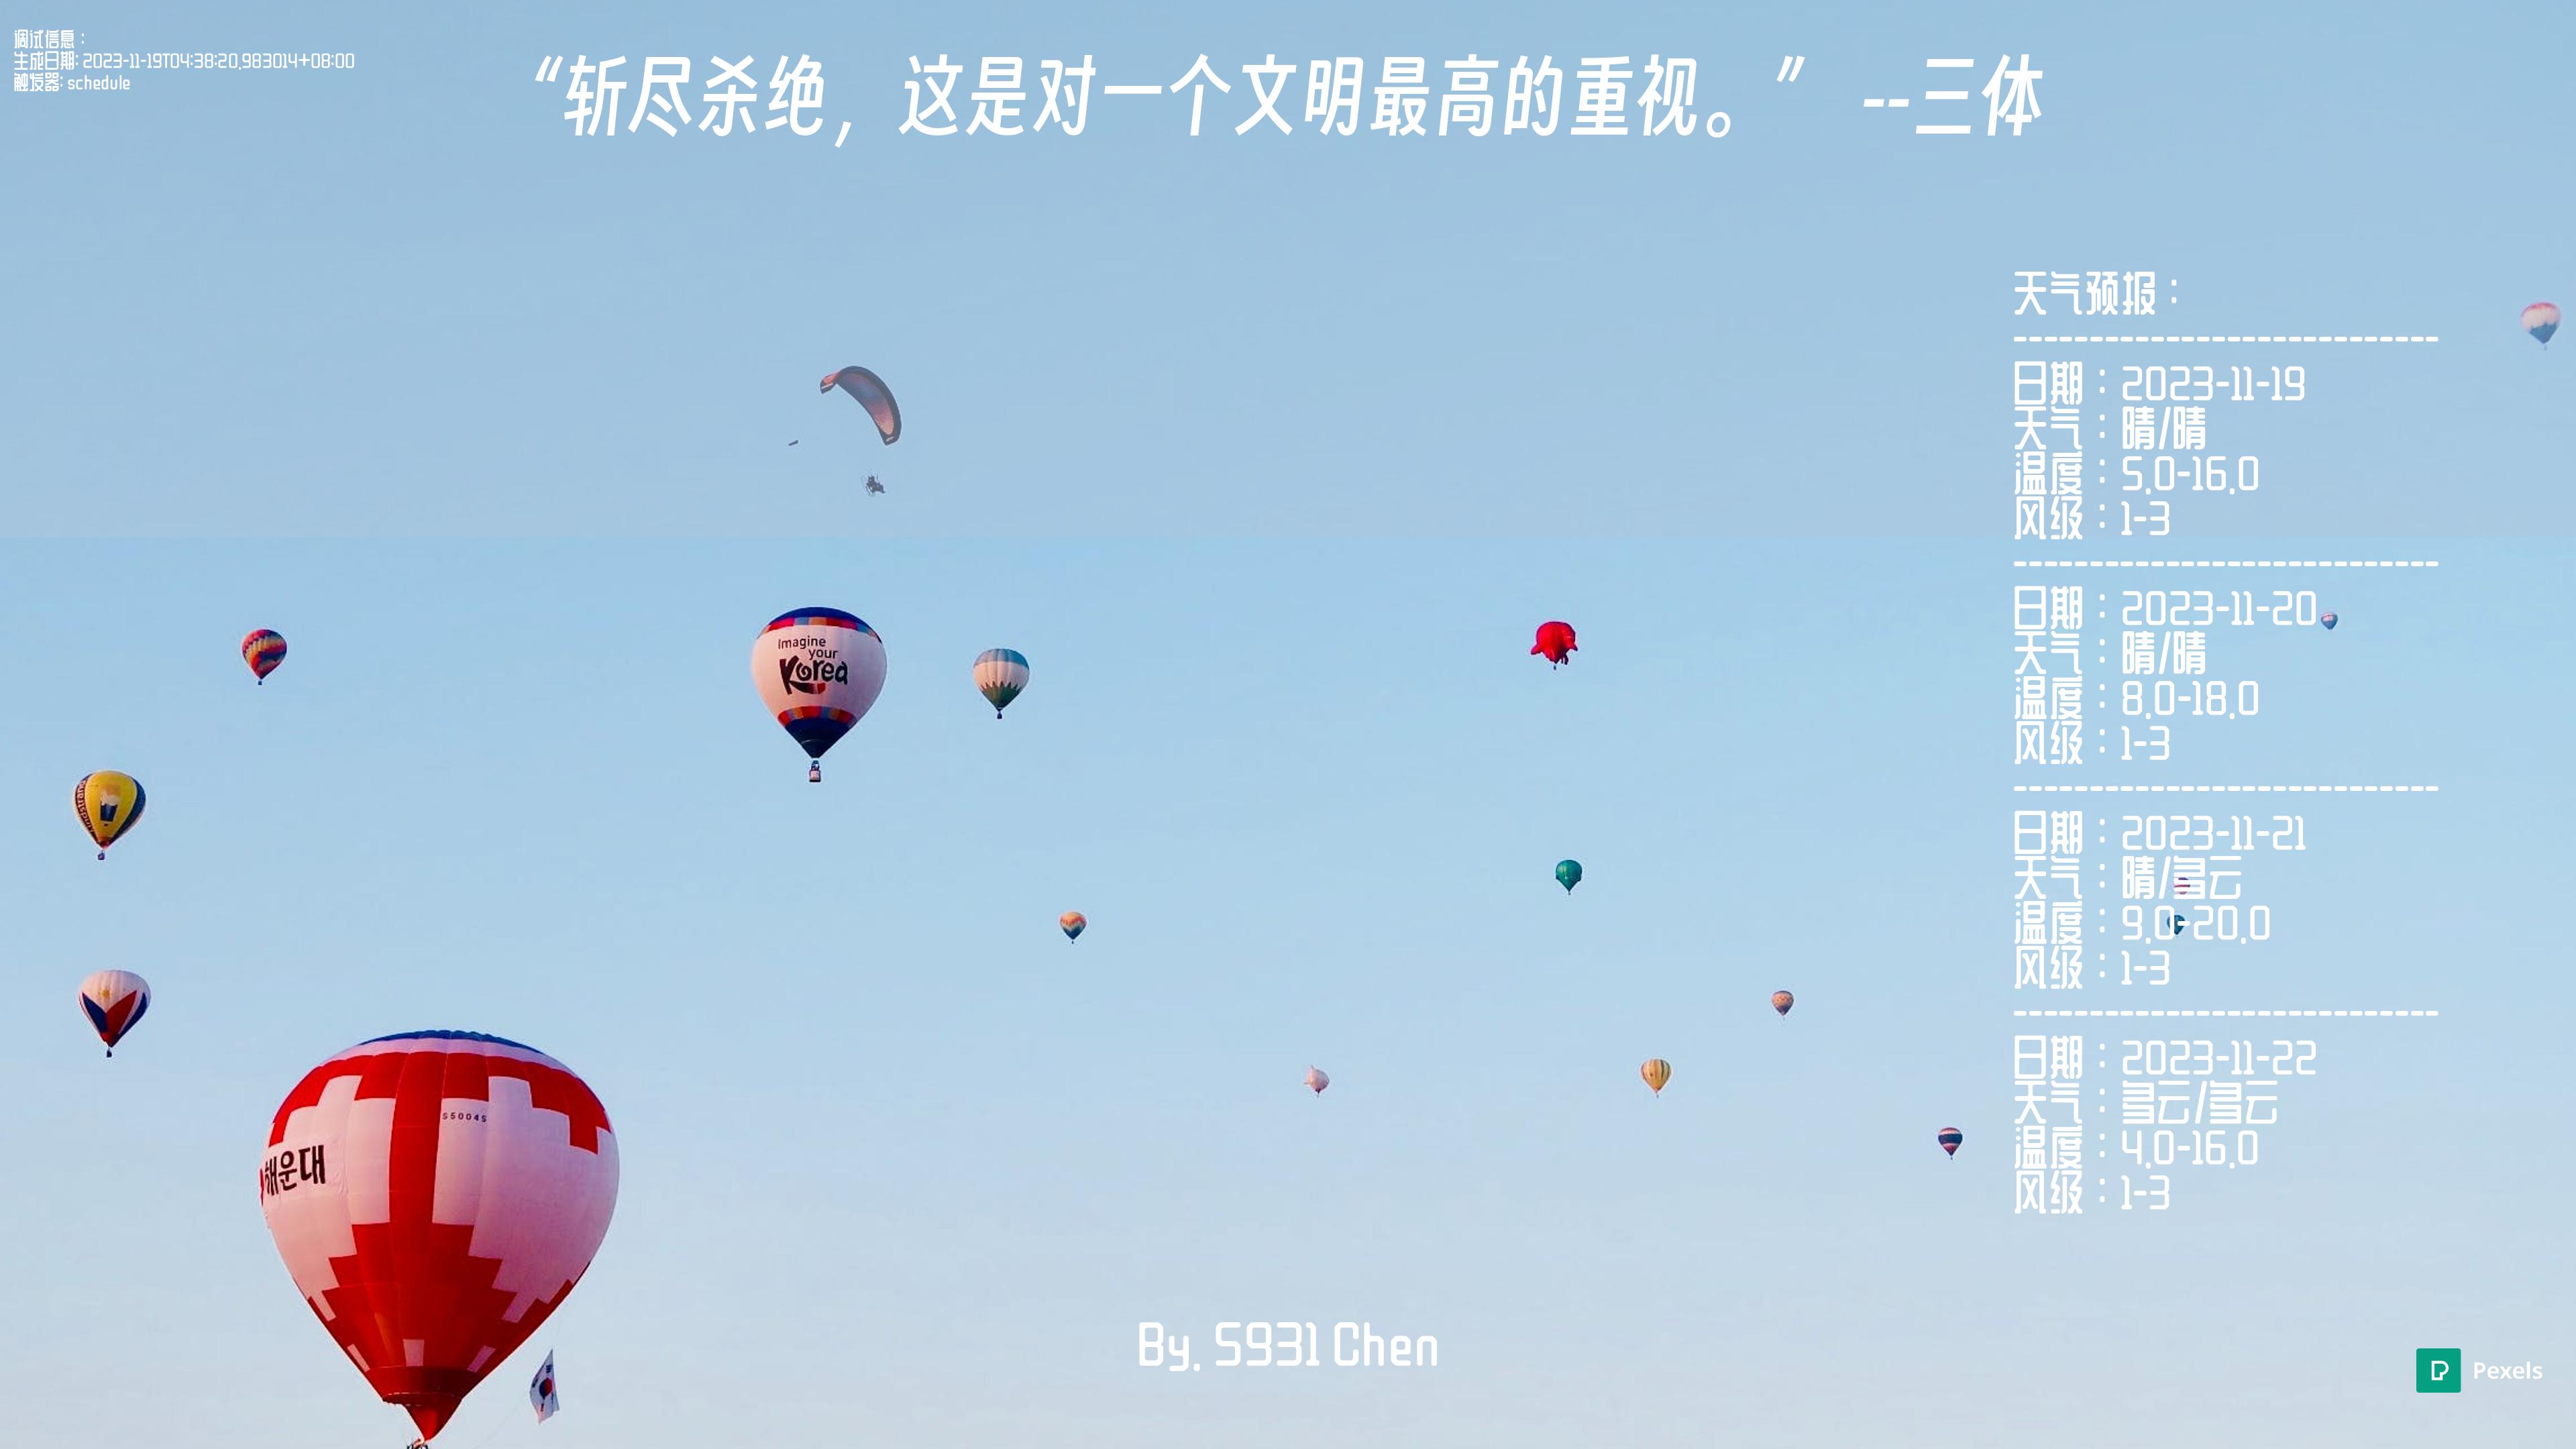 调试信息：
生成日期: 2023-11-19T04:38:20.983014+08:00
触发器: schedule
“斩尽杀绝，这是对一个文明最高的重视。” --三体
天气预报：
----------------------------
日期：2023-11-19
天气：晴/晴
温度：5.0-16.0
风级：1-3
----------------------------
日期：2023-11-20
天气：晴/晴
温度：8.0-18.0
风级：1-3
----------------------------
日期：2023-11-21
天气：晴/多云
温度：9.0-20.0
风级：1-3
----------------------------
日期：2023-11-22
天气：多云/多云
温度：4.0-16.0
风级：1-3
Imagine
your
Korea
S5004S
해운대
By. S931 Chen
Pexels